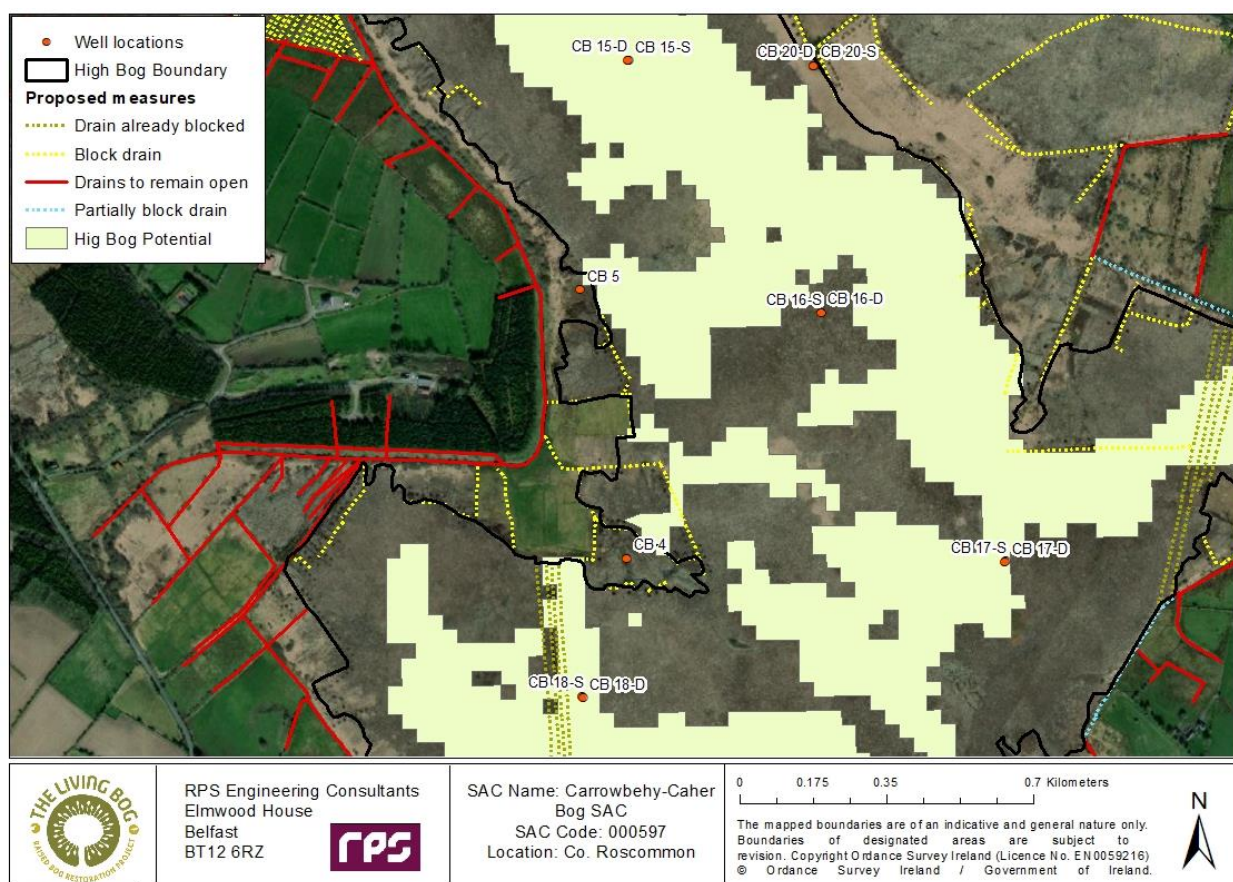 Well locations
High Bog Boundary
Proposed measures
Drain already blocked
Block drain
Drains to remain open
Partially block drain
Hig Bog Potential
CB 15-D CB 15-S
CB 20-D CB 20-S
CB 5
CB 16-S CB 16-D
CB 4
CB 17-S CB 17-D
CB 18-S CB 18-D
THE LIVING BOG
RAISED BOG RESTORATION PROJECT
RPS Engineering Consultants
Elmwood House
Belfast
BT12 6RZ
rps
SAC Name: Carrowbehy-Caher
Bog SAC
SAC Code: 000597
Location: Co. Roscommon
0 0.175 0.35 0.7 Kilometers
The mapped boundaries are of an indicative and general nature only.
Boundaries of designated areas are subject to
revision. Copyright Ordance Survey Ireland (Licence No. EN0059216)
© Ordance Survey Ireland / Government of Ireland.
N